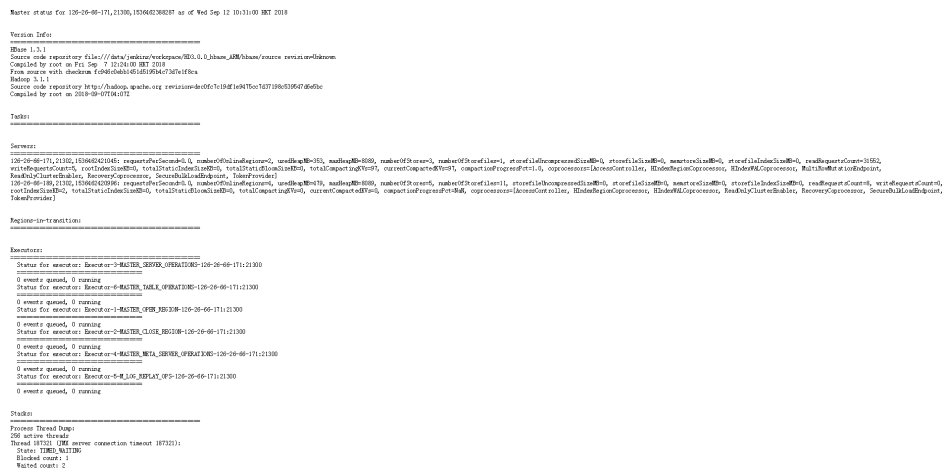 Master status for 126-26-66-171,21300,1536462388287 as of Wed Sep 12 10:31:00 HKT 2018
Version Info:
===========================================================
HBase 1.3.1
Source code repository file:///data/jenkins/workspace/HD3.0.0_hbase_ARM/hbase/source revision=Unknown
Compiled by root on Fri Sep 7 12:24:00 HKT 2018
From source with checksum fc946c0ebb1451d5195b4c73d7e1f8ca
Hadoop 3.1.1
Source code repository http://hadoop.apache.org revision=dec0fc7c19df1e9475cc7d37198c539547d6e5bc
Compiled by root on 2018-09-07T04:07Z
Tasks:
===========================================================
Servers:
===========================================================
126-26-66-171,21302,1536462421045: requestsPerSecond=0.0, numberOfOnlineRegions=2, usedHeapMB=353, maxHeapMB=8089, numberOfStores=3, numberOfStorefiles=1, storefileUncompressedSizeMB=0, storefileSizeMB=0, memstoreSizeMB=0, storefileIndexSizeMB=0, readRequestsCount=31552,
writeRequestsCount=5, rootIndexSizeKB=0, totalStaticIndexSizeKB=0, totalStaticBloomSizeKB=0, totalCompactingKVs=97, currentCompactedKVs=97, compactionProgressPct=1.0, coprocessors=[AccessController, HIndexRegionCoprocessor, HIndexWALCoprocessor, MultiRowMutationEndpoint,
ReadOnlyClusterEnabler, RecoveryCoprocessor, SecureBulkLoadEndpoint, TokenProvider]
126-26-66-189,21302,1536462420996: requestsPerSecond=0.0, numberOfOnlineRegions=4, usedHeapMB=479, maxHeapMB=8089, numberOfStores=5, numberOfStorefiles=11, storefileUncompressedSizeMB=0, storefileSizeMB=0, memstoreSizeMB=0, storefileIndexSizeMB=0, readRequestsCount=8, writeRequestsCount=0,
rootIndexSizeKB=2, totalStaticIndexSizeKB=0, totalStaticBloomSizeKB=0, totalCompactingKVs=0, currentCompactedKVs=0, compactionProgressPct=NaN, coprocessors=[AccessController, HIndexRegionCoprocessor, HIndexWALCoprocessor, ReadOnlyClusterEnabler, RecoveryCoprocessor, SecureBulkLoadEndpoint,
TokenProvider]
Regions-in-transition:
===========================================================
Executors:
===========================================================
Status for executor: Executor-3-MASTER_SERVER_OPERATIONS-126-26-66-171:21300
=======================================
0 events queued, 0 running
Status for executor: Executor-6-MASTER_TABLE_OPERATIONS-126-26-66-171:21300
=======================================
0 events queued, 0 running
Status for executor: Executor-1-MASTER_OPEN_REGION-126-26-66-171:21300
=======================================
0 events queued, 0 running
Status for executor: Executor-2-MASTER_CLOSE_REGION-126-26-66-171:21300
=======================================
0 events queued, 0 running
Status for executor: Executor-4-MASTER_META_SERVER_OPERATIONS-126-26-66-171:21300
=======================================
0 events queued, 0 running
Status for executor: Executor-5-M_LOG_REPLAY_OPS-126-26-66-171:21300
=======================================
0 events queued, 0 running
Stacks:
===========================================================
Process Thread Dump:
256 active threads
Thread 187321 (JMX server connection timeout 187321):
State: TIMED_WAITING
Blocked count: 1
Waited count: 2